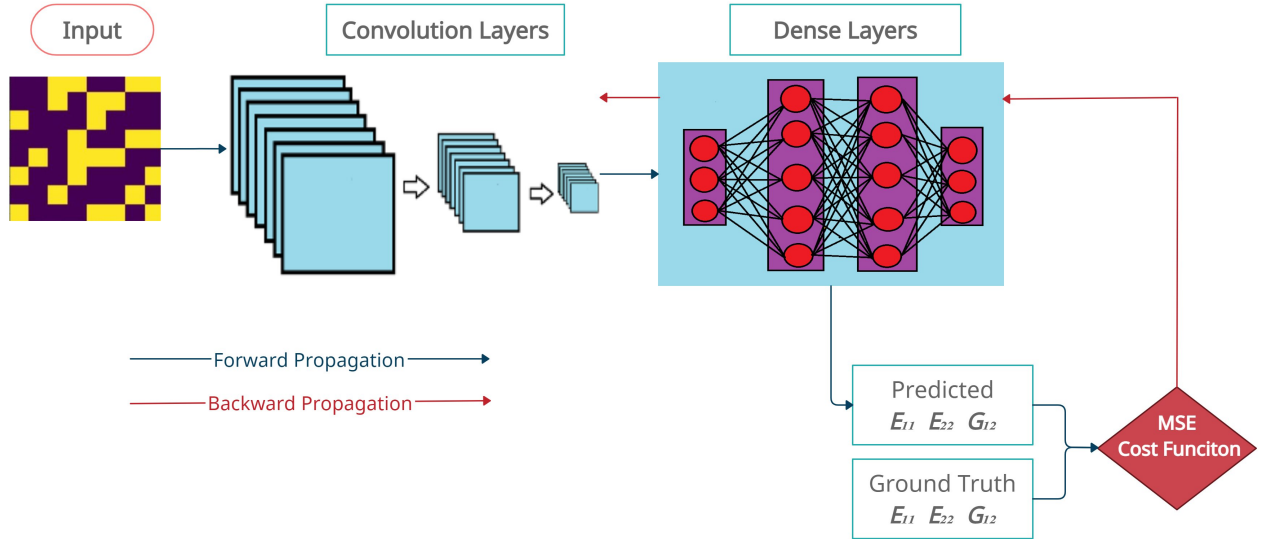 Input
Convolution Layers
Dense Layers
Forward Propagation
Backward Propagation
Predicted
E₁₁ E₂₂ G₁₂
Ground Truth
E₁₁ E₂₂ G₁₂
MSE
Cost Funciton